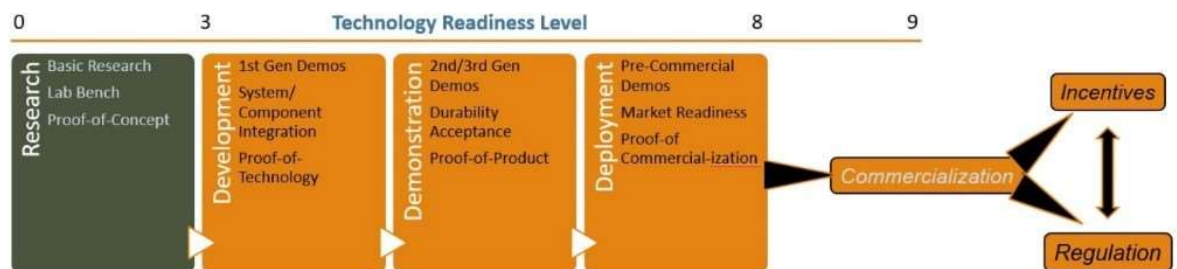 0
3
Technology Readiness Level
8
9
Research
Basic Research
Lab Bench
Proof-of-Concept
Development
1st Gen Demos
System/
Component
Integration
Proof-of-
Technology
Demonstration
2nd/3rd Gen
Demos
Durability
Acceptance
Proof-of-Product
Deployment
Pre-Commercial
Demos
Market Readiness
Proof-of
Commercial-ization
Commercialization
Incentives
Regulation